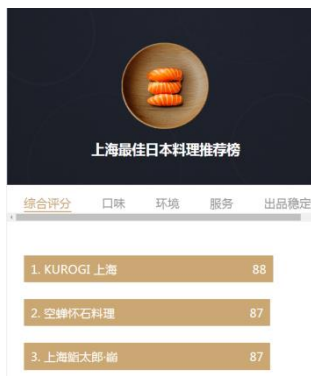 上海最佳日本料理推荐榜
综合评分 口味 环境 服务 出品稳定
1. KUROGI 上海 88
2. 空蝉怀石料理 87
3. 上海鮨太郎·巅 87